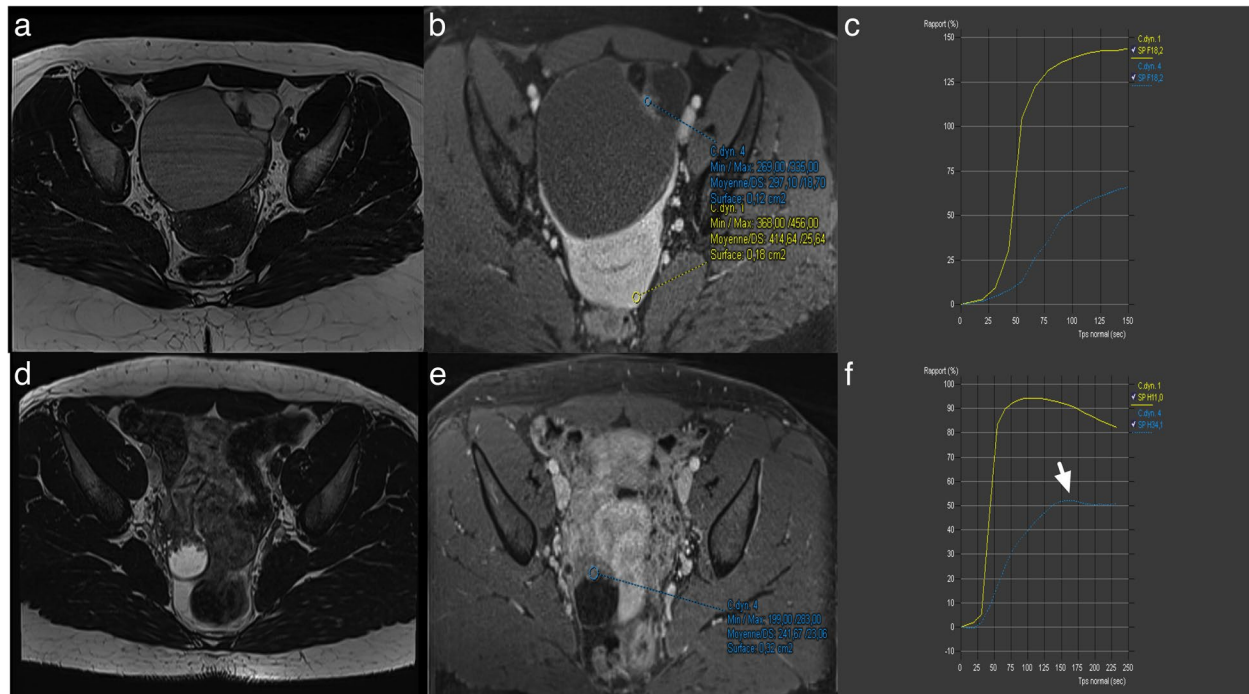 a
b
C dyn. 4
Min / Max: 269,00 /336,00
Moyenne/DS: 297,10 /18,70
Surface: 0,12 cm2
C dyn. 1
Min / Max: 368,00 /456,00
Moyenne/DS: 414,64 /25,64
Surface: 0,18 cm2
c
Rapport (%)
C.dyn. 1
SP F18,2
C.dyn. 4
SP F18,2
150
125
100
75
50
25
0
0 25 50 75 100 125 150
Tps normal (sec)
d
e
C dyn. 4
Min / Max: 199,00 /283,00
Moyenne/DS: 241,67 /23,06
Surface: 0,32 cm2
f
Rapport (%)
C.dyn. 1
SP H11,0
C.dyn. 4
SP H34,1
100
90
80
70
60
50
40
30
20
10
0
-10
0 25 50 75 100 125 150 175 200 225 250
Tps normal (sec)